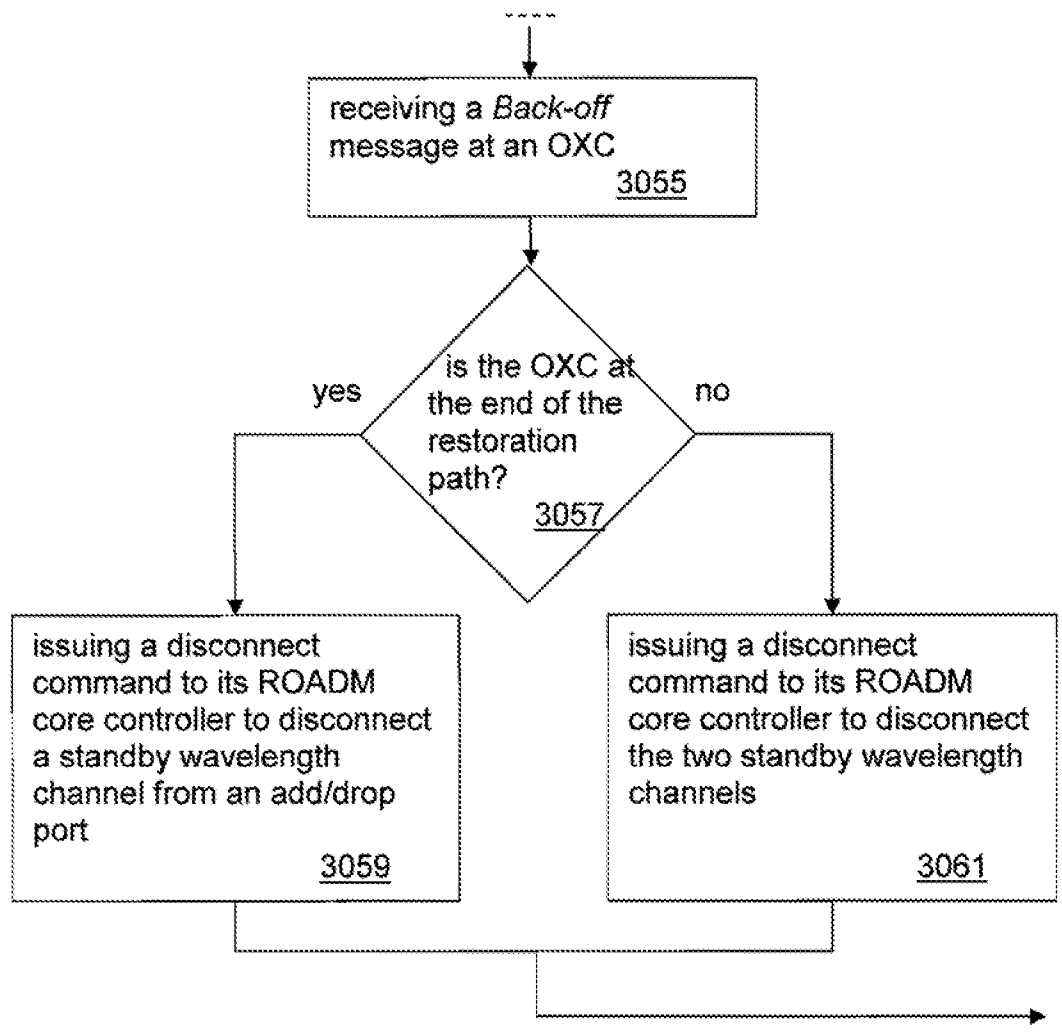 receiving a Back-off
message at an OXC
3055
is the OXC at
the end of the
restoration
path?
3057
yes
no
issuing a disconnect
command to its ROADM
core controller to disconnect
a standby wavelength
channel from an add/drop
port
3059
issuing a disconnect
command to its ROADM
core controller to disconnect
the two standby wavelength
channels
3061